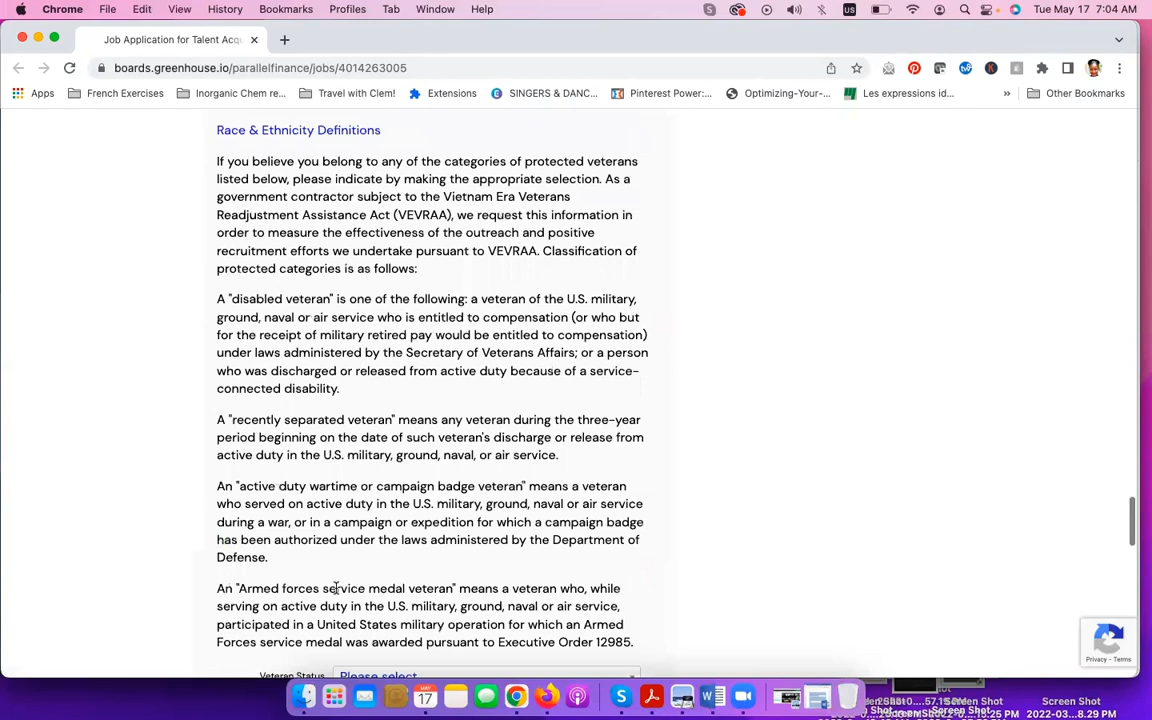 Chrome File Edit View History Bookmarks Profiles Tab Window Help US Tue May 17 7:04 AM
Job Application for Talent Acqu
boards.greenhouse.io/parallelfinance/jobs/4014263005
Apps French Exercises Inorganic Chem re... Travel with Clem! Extensions SINGERS & DANC... Pinterest Power:... Optimizing-Your-... Les expressions id... » Other Bookmarks
Race & Ethnicity Definitions
If you believe you belong to any of the categories of protected veterans
listed below, please indicate by making the appropriate selection. As a
government contractor subject to the Vietnam Era Veterans
Readjustment Assistance Act (VEVRAA), we request this information in
order to measure the effectiveness of the outreach and positive
recruitment efforts we undertake pursuant to VEVRAA. Classification of
protected categories is as follows:
A "disabled veteran" is one of the following: a veteran of the U.S. military,
ground, naval or air service who is entitled to compensation (or who but
for the receipt of military retired pay would be entitled to compensation)
under laws administered by the Secretary of Veterans Affairs; or a person
who was discharged or released from active duty because of a service-
connected disability.
A "recently separated veteran" means any veteran during the three-year
period beginning on the date of such veteran's discharge or release from
active duty in the U.S. military, ground, naval, or air service.
An "active duty wartime or campaign badge veteran" means a veteran
who served on active duty in the U.S. military, ground, naval or air service
during a war, or in a campaign or expedition for which a campaign badge
has been authorized under the laws administered by the Department of
Defense.
An "Armed forces service medal veteran" means a veteran who, while
serving on active duty in the U.S. military, ground, naval or air service,
participated in a United States military operation for which an Armed
Forces service medal was awarded pursuant to Executive Order 12985.
Privacy - Terms
Veteran Status Please select
MAY
17
Screen Shot
2022-03...8.29 PM